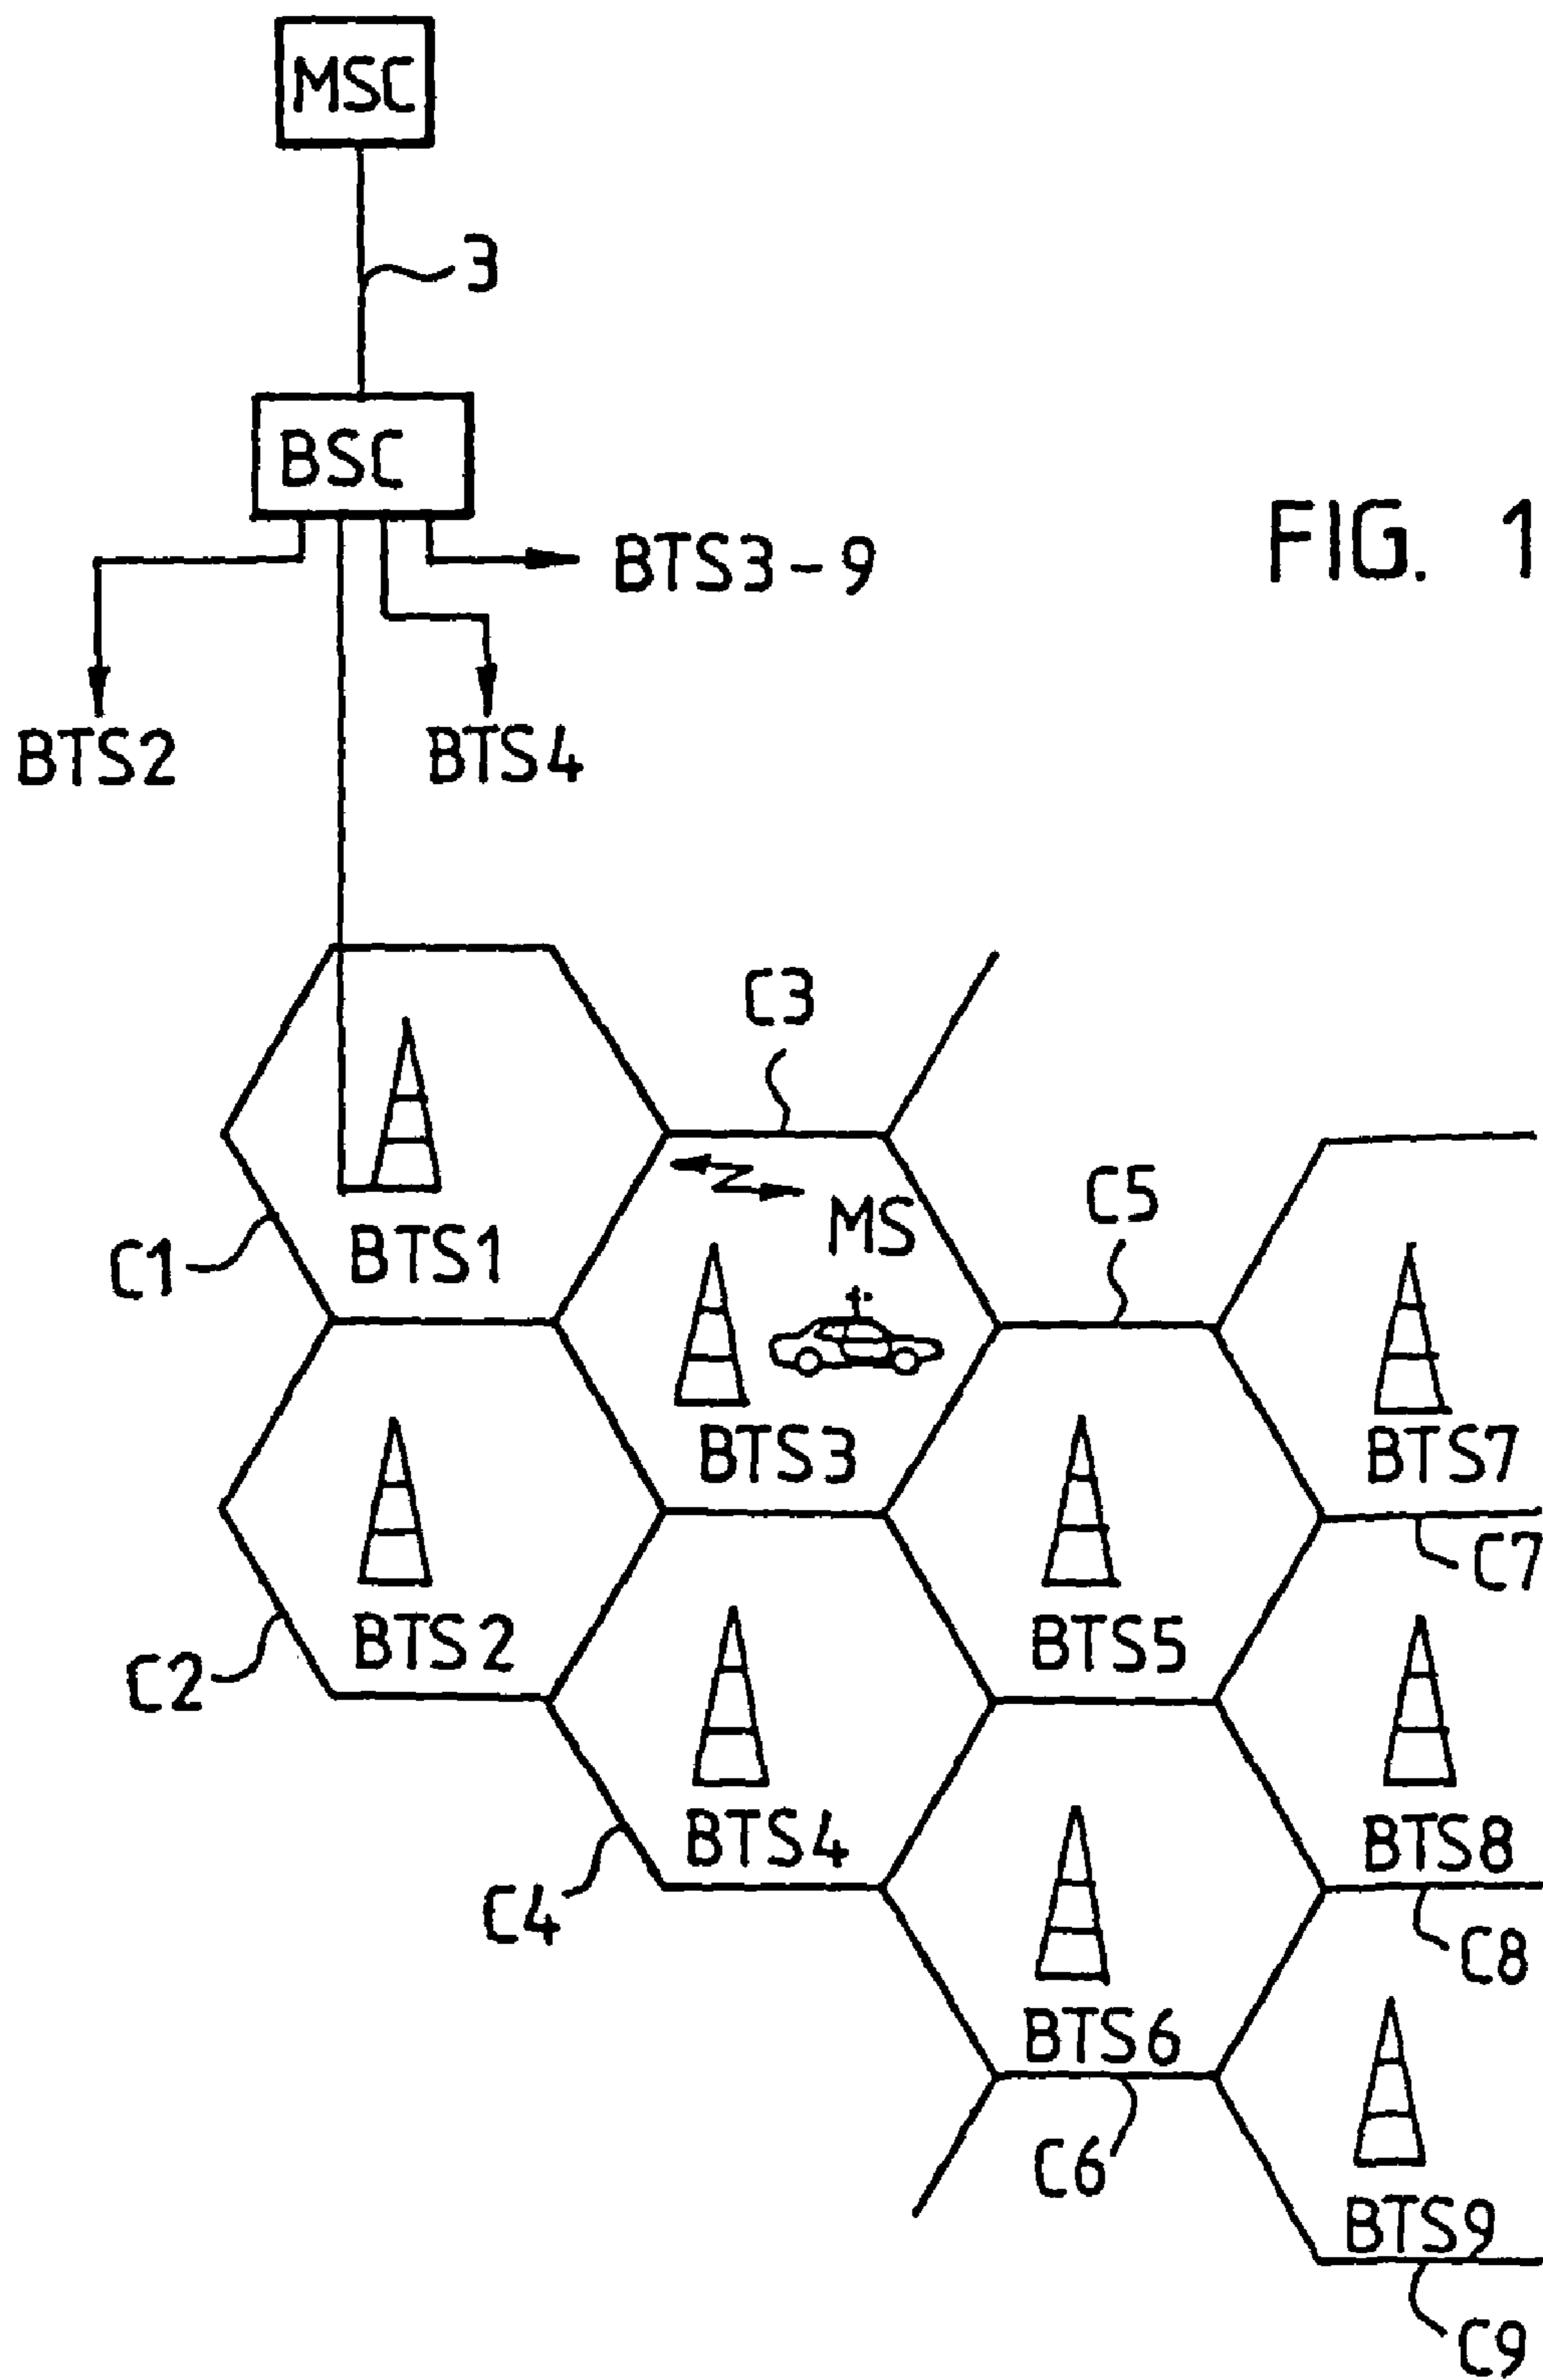 MSC
3
BSC
FIG. 1
BTS3-9
BTS2
BTS4
C3
C5
MS
C1
BTS1
BTS3
BTS7
C7
BTS2
BTS5
C2
BTS4
BTS8
C4
C8
BTS6
C6
BTS9
C9